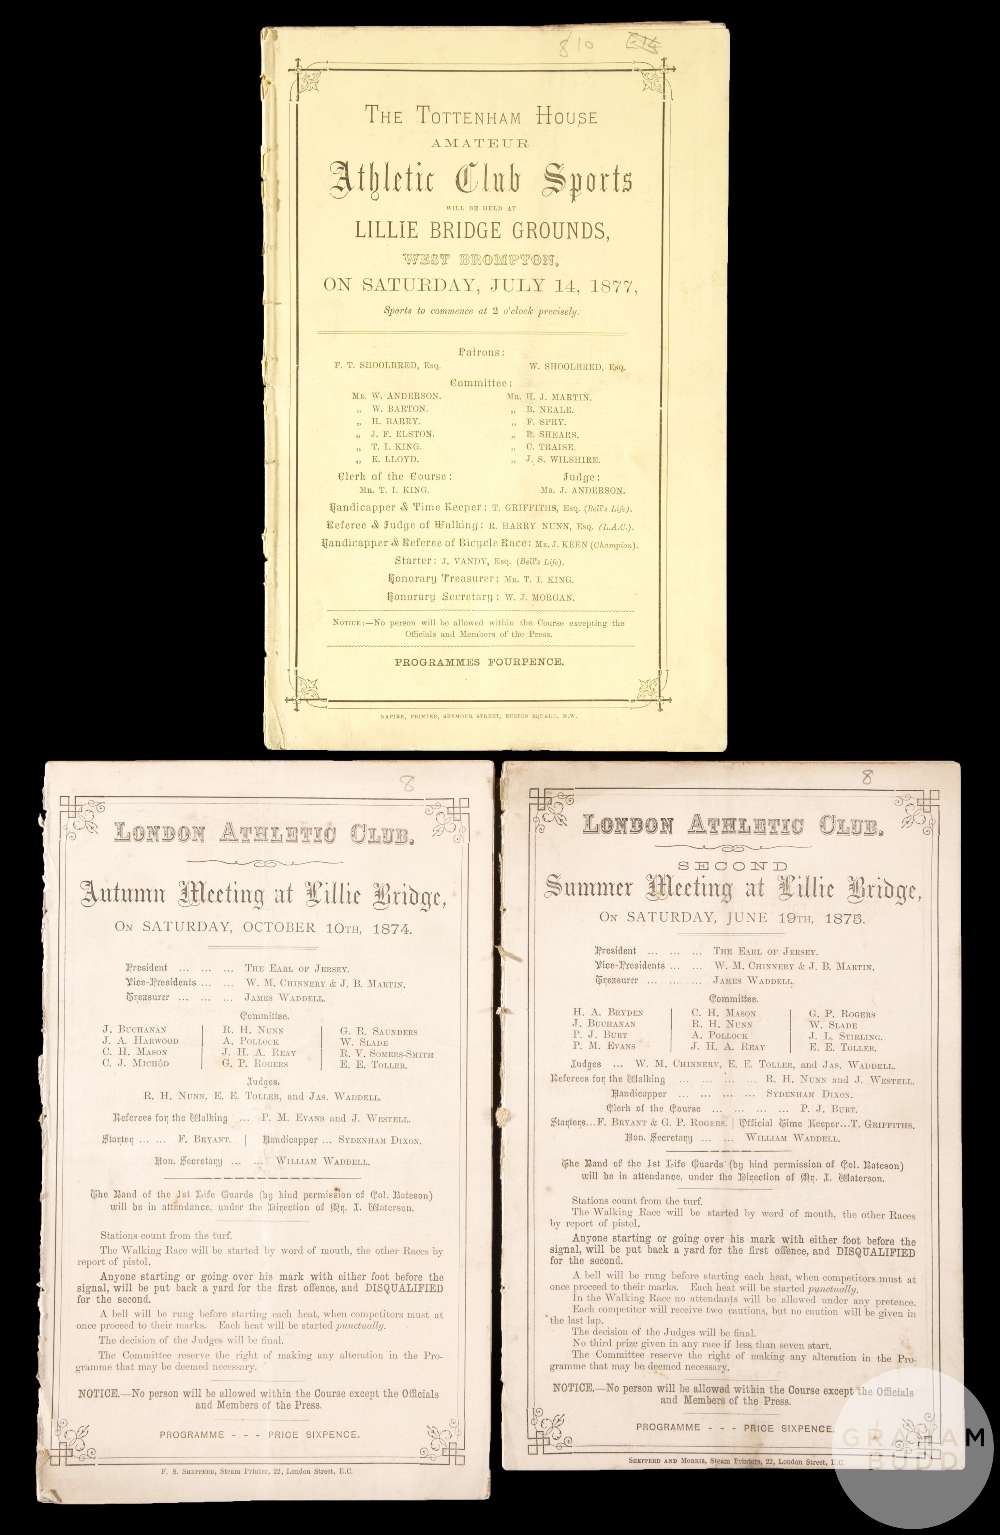 8 10 E14
THE TOTTENHAM HOUSE
AMATEUR
Athletic Club Sports
WILL BE HELD AT
LILLIE BRIDGE GROUNDS,
WEST BROMPTON,
ON SATURDAY, JULY 14, 1877,
Sports to commence at 2 o'clock precisely.
Patrons:
F. T. SHOOLBRED, Esq. W. SHOOLBRED, Esq.
Committee:
MR. W. ANDERSON. MR. H. J. MARTIN.
„ W. BARTON. „ B. NEALE.
„ H. BARRY. „ F. SPRY.
„ J. F. ELSTON. „ R. SHEARS.
„ T. I. KING. „ C. TRAISE.
„ E. LLOYD. „ J. S. WILSHIRE.
Clerk of the Course: Judge:
MR. T. I. KING. MR. J. ANDERSON.
Handicapper & Time Keeper: T. GRIFFITHS, Esq. (Bell's Life).
Referee & Judge of Walking: R. HARRY NUNN, Esq. (L.A.C.).
Handicapper & Referee of Bicycle Race: MR. J. KEEN (Champion).
Starter: J. VANDY, Esq. (Bell's Life).
Honorary Treasurer: MR. T. I. KING.
Honorary Secretary: W. J. MORGAN.
NOTICE:—No person will be allowed within the Course excepting the
Officials and Members of the Press.
PROGRAMMES FOURPENCE.
NAPIER, PRINTER, SEYMOUR STREET, EUSTON SQUARE, N.W.
8
LONDON ATHLETIC CLUB.
Autumn Meeting at Lillie Bridge,
ON SATURDAY, OCTOBER 10TH, 1874.
President ... ... ... THE EARL OF JERSEY.
Vice-Presidents ... ... W. M. CHINNERY & J. B. MARTIN.
Treasurer ... ... ... JAMES WADDELL.
Committee.
J. BUCHANAN R. H. NUNN G. R. SAUNDERS
J. A. HARWOOD A. POLLOCK W. SLADE
C. H. MASON J. H. A. REAY R. V. SOMERS-SMITH
C. J. MICHÔD G. P. ROGERS E. E. TOLLER.
Judges.
R. H. NUNN, E. E. TOLLER, and JAS. WADDELL.
Referees for the Walking ... P. M. EVANS and J. WESTELL.
Starter ... ... F. BRYANT. | Handicapper ... SYDENHAM DIXON.
Hon. Secretary ... ... WILLIAM WADDELL.
The Band of the 1st Life Guards (by kind permission of Col. Bateson)
will be in attendance, under the Direction of Mr. I. Waterson.
Stations count from the turf.
The Walking Race will be started by word of mouth, the other Races by
report of pistol.
Anyone starting or going over his mark with either foot before the
signal, will be put back a yard for the first offence, and DISQUALIFIED
for the second.
A bell will be rung before starting each heat, when competitors must at
once proceed to their marks. Each heat will be started punctually.
The decision of the Judges will be final.
The Committee reserve the right of making any alteration in the Pro-
gramme that may be deemed necessary.
NOTICE.—No person will be allowed within the Course except the Officials
and Members of the Press.
PROGRAMME - - - PRICE SIXPENCE.
F. S. SHEPPERD, Steam Printer, 22, London Street, E.C.
8
LONDON ATHLETIC CLUB.
SECOND
Summer Meeting at Lillie Bridge,
ON SATURDAY, JUNE 19TH, 1875.
President ... ... ... THE EARL OF JERSEY.
Vice-Presidents ... ... W. M. CHINNERY & J. B. MARTIN.
Treasurer ... ... ... JAMES WADDELL.
Committee.
H. A. BRYDEN C. H. MASON G. P. ROGERS
J. BUCHANAN R. H. NUNN W. SLADE
P. J. BURT A. POLLOCK J. L. STIRLING.
P. M. EVANS J. H. A. REAY E. E. TOLLER.
Judges ... W. M. CHINNERY, E. E. TOLLER, and JAS. WADDELL.
Referees for the Walking ... ... ... ... R. H. NUNN and J. WESTELL.
Handicapper ... ... ... ... SYDENHAM DIXON.
Clerk of the Course ... ... ... ... P. J. BURT.
Starters...F. BRYANT & G. P. ROGERS. | Official Time Keeper...T. GRIFFITHS.
Hon. Secretary ... ... WILLIAM WADDELL.
The Band of the 1st Life Guards (by kind permission of Col. Bateson)
will be in attendance, under the Direction of Mr. I. Waterson.
Stations count from the turf.
The Walking Race will be started by word of mouth, the other Races
by report of pistol.
Anyone starting or going over his mark with either foot before the
signal, will be put back a yard for the first offence, and DISQUALIFIED
for the second.
A bell will be rung before starting each heat, when competitors must at
once proceed to their marks. Each heat will be started punctually.
In the Walking Race no attendants will be allowed under any pretence.
Each competitor will receive two cautions, but no caution will be given in
the last lap.
The decision of the Judges will be final.
No third prize given in any race if less than seven start.
The Committee reserve the right of making any alteration in the Pro-
gramme that may be deemed necessary.
NOTICE.—No person will be allowed within the Course except the Officials
and Members of the Press.
PROGRAMME - - - PRICE SIXPENCE.
SHEPPERD AND MORRIS, Steam Printers, 22, London Street, E.C.
GRAHAM
BUDD